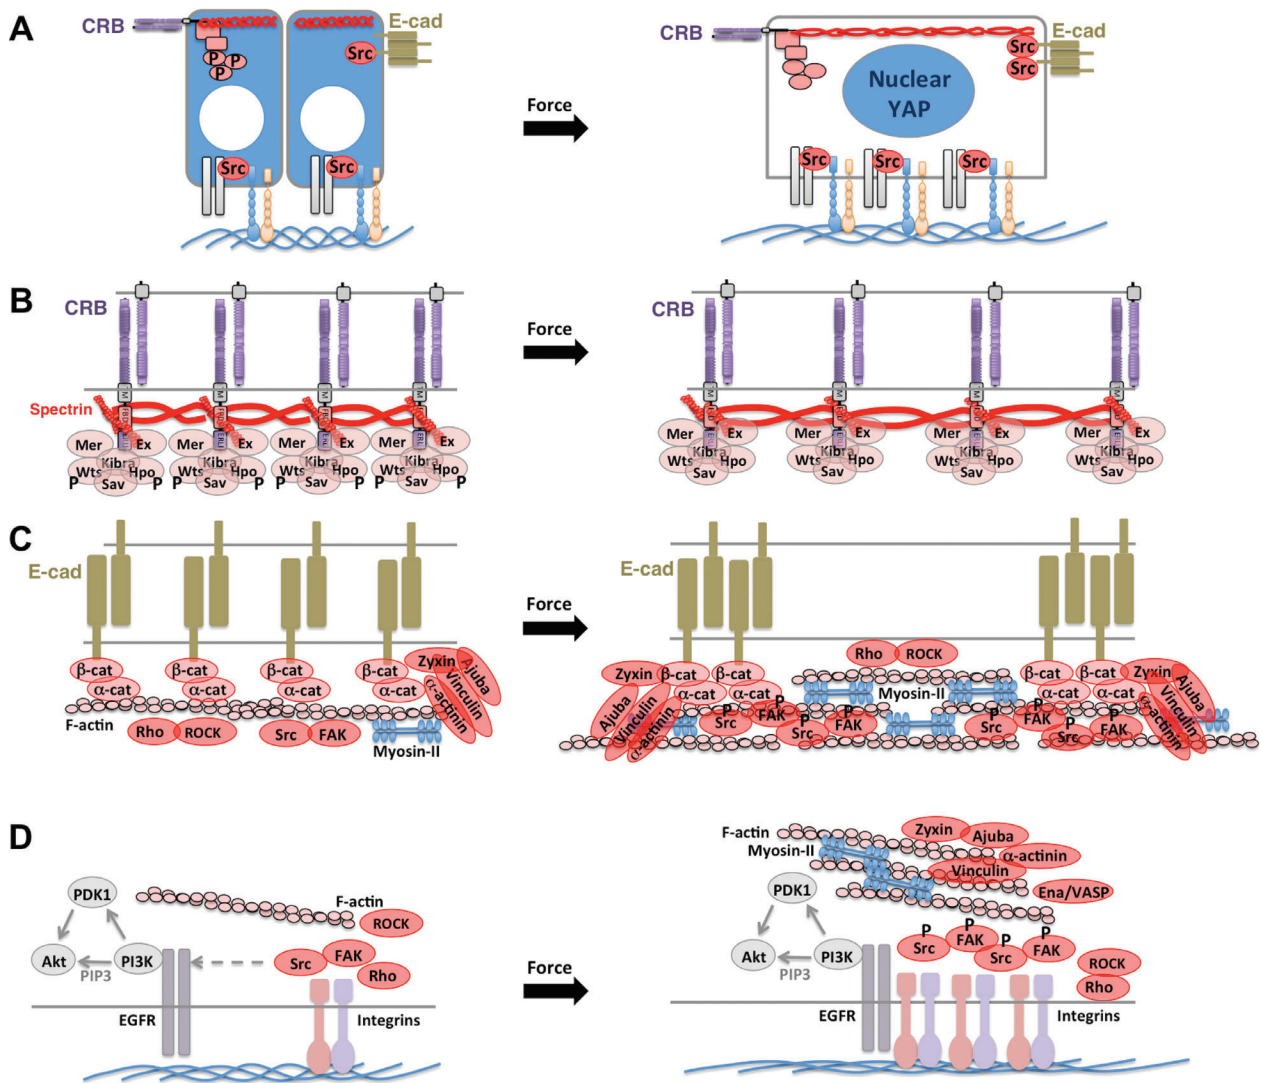 A
CRB
E-cad
Src
P
P
P
Src
Src
Force
CRB
E-cad
Src
Src
Nuclear
YAP
Src
Src
Src
B
CRB
M
M
M
M
Spectrin
Mer
Ex
Mer
Ex
Mer
Ex
Mer
Ex
Kibra
Kibra
Kibra
Kibra
Wts
Hpo
Wts
Hpo
Wts
Hpo
Wts
Hpo
P
Sav
P
P
Sav
P
P
Sav
P
P
Sav
P
Force
CRB
M
M
M
M
Mer
Ex
Mer
Ex
Mer
Ex
Mer
Ex
Kibra
Kibra
Kibra
Kibra
Wts
Hpo
Wts
Hpo
Wts
Hpo
Wts
Hpo
Sav
Sav
Sav
Sav
C
E-cad
β-cat
β-cat
β-cat
β-cat
Zyxin
Ajuba
α-cat
α-cat
α-cat
α-cat
Vinculin
α-actinin
F-actin
Rho
ROCK
Src
FAK
Myosin-II
Force
E-cad
Rho
ROCK
Zyxin
β-cat
β-cat
β-cat
β-cat
Zyxin
α-cat
α-cat
Myosin-II
α-cat
α-cat
Ajuba
Vinculin
α-actinin
P
Src
P
FAK
P
Src
P
FAK
P
Src
P
FAK
P
Src
P
FAK
Ajuba
Vinculin
α-actinin
D
PDK1
F-actin
ROCK
Akt
PIP3
PI3K
Src
FAK
Rho
EGFR
Integrins
Force
F-actin
Zyxin
Ajuba
Myosin-II
α-actinin
Vinculin
PDK1
Ena/VASP
Akt
PIP3
PI3K
P
Src
P
FAK
P
Src
P
FAK
ROCK
Rho
EGFR
Integrins